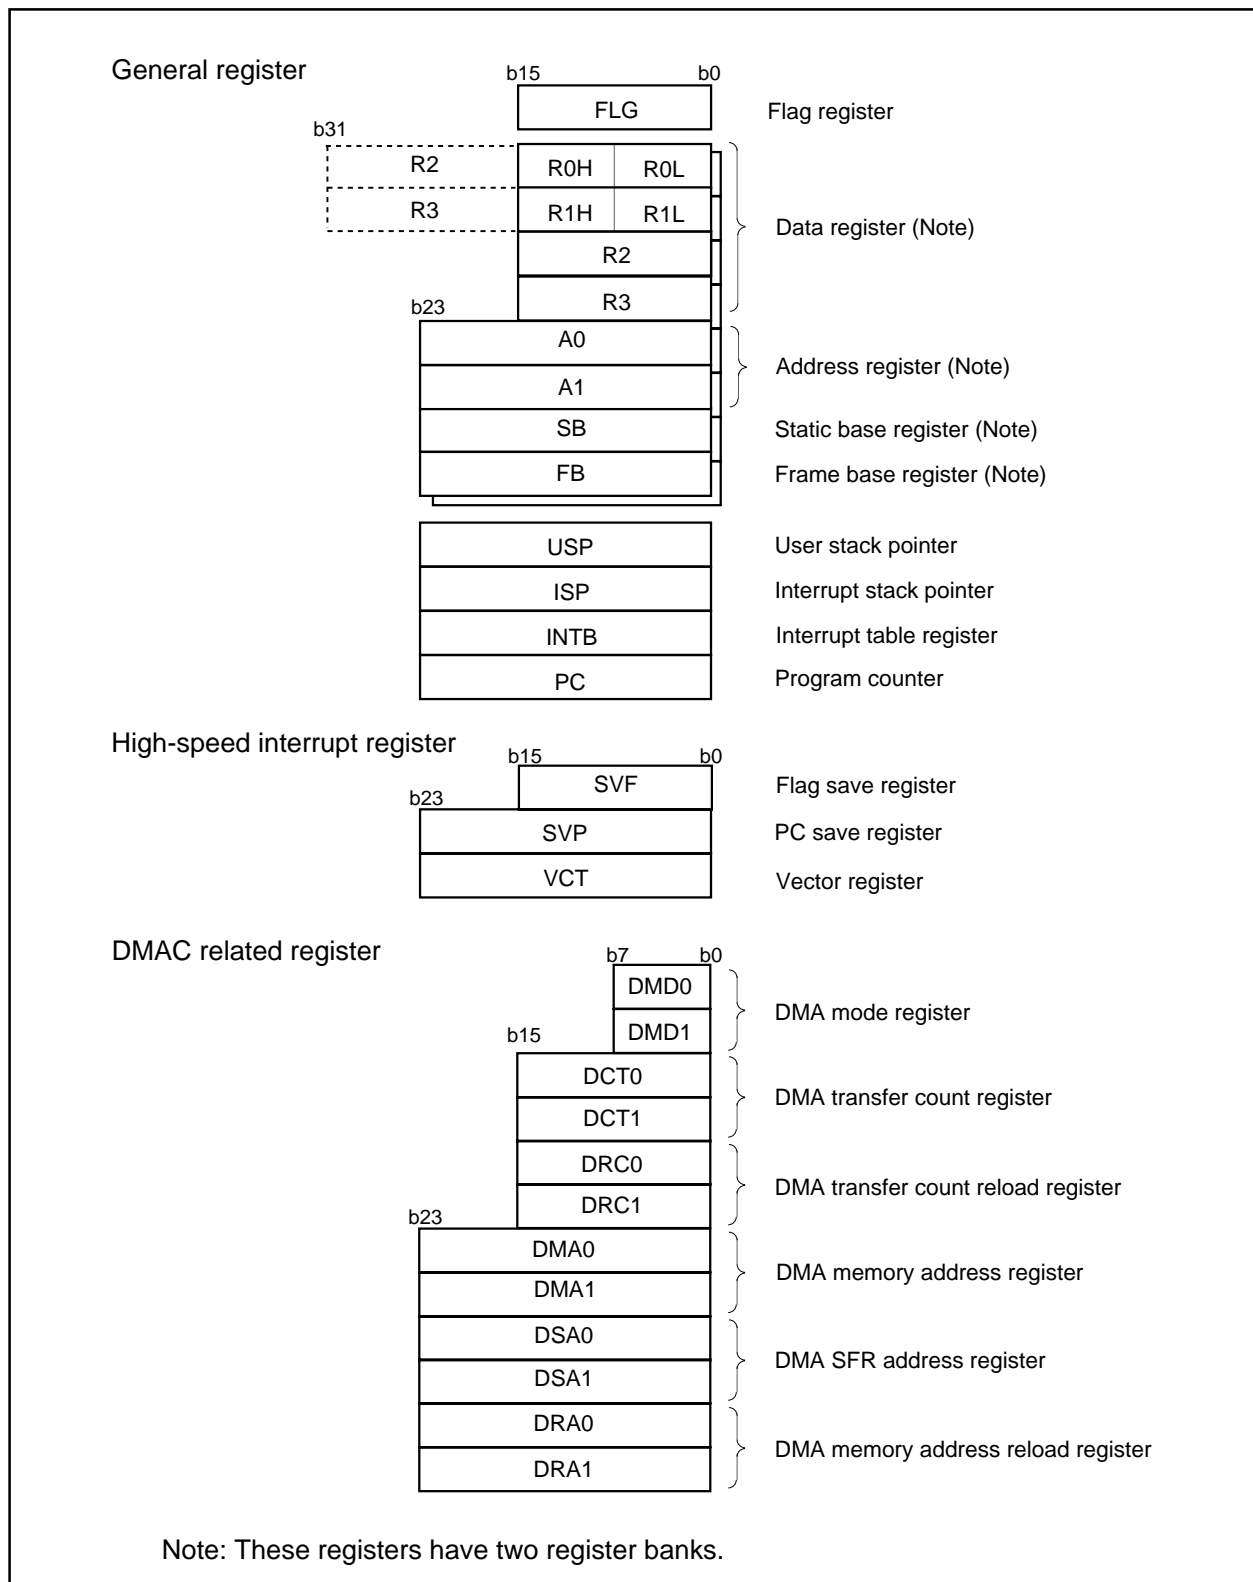 General register
b15 b0
FLG Flag register
b31
R2 R0H R0L
R3 R1H R1L Data register (Note)
R2
R3
b23
A0
A1 Address register (Note)
SB Static base register (Note)
FB Frame base register (Note)
USP User stack pointer
ISP Interrupt stack pointer
INTB Interrupt table register
PC Program counter
High-speed interrupt register
b15 b0
SVF Flag save register
b23
SVP PC save register
VCT Vector register
DMAC related register
b7 b0
DMD0
DMD1 DMA mode register
b15
DCT0
DCT1 DMA transfer count register
DRC0
DRC1 DMA transfer count reload register
b23
DMA0
DMA1 DMA memory address register
DSA0
DSA1 DMA SFR address register
DRA0
DRA1 DMA memory address reload register
Note: These registers have two register banks.